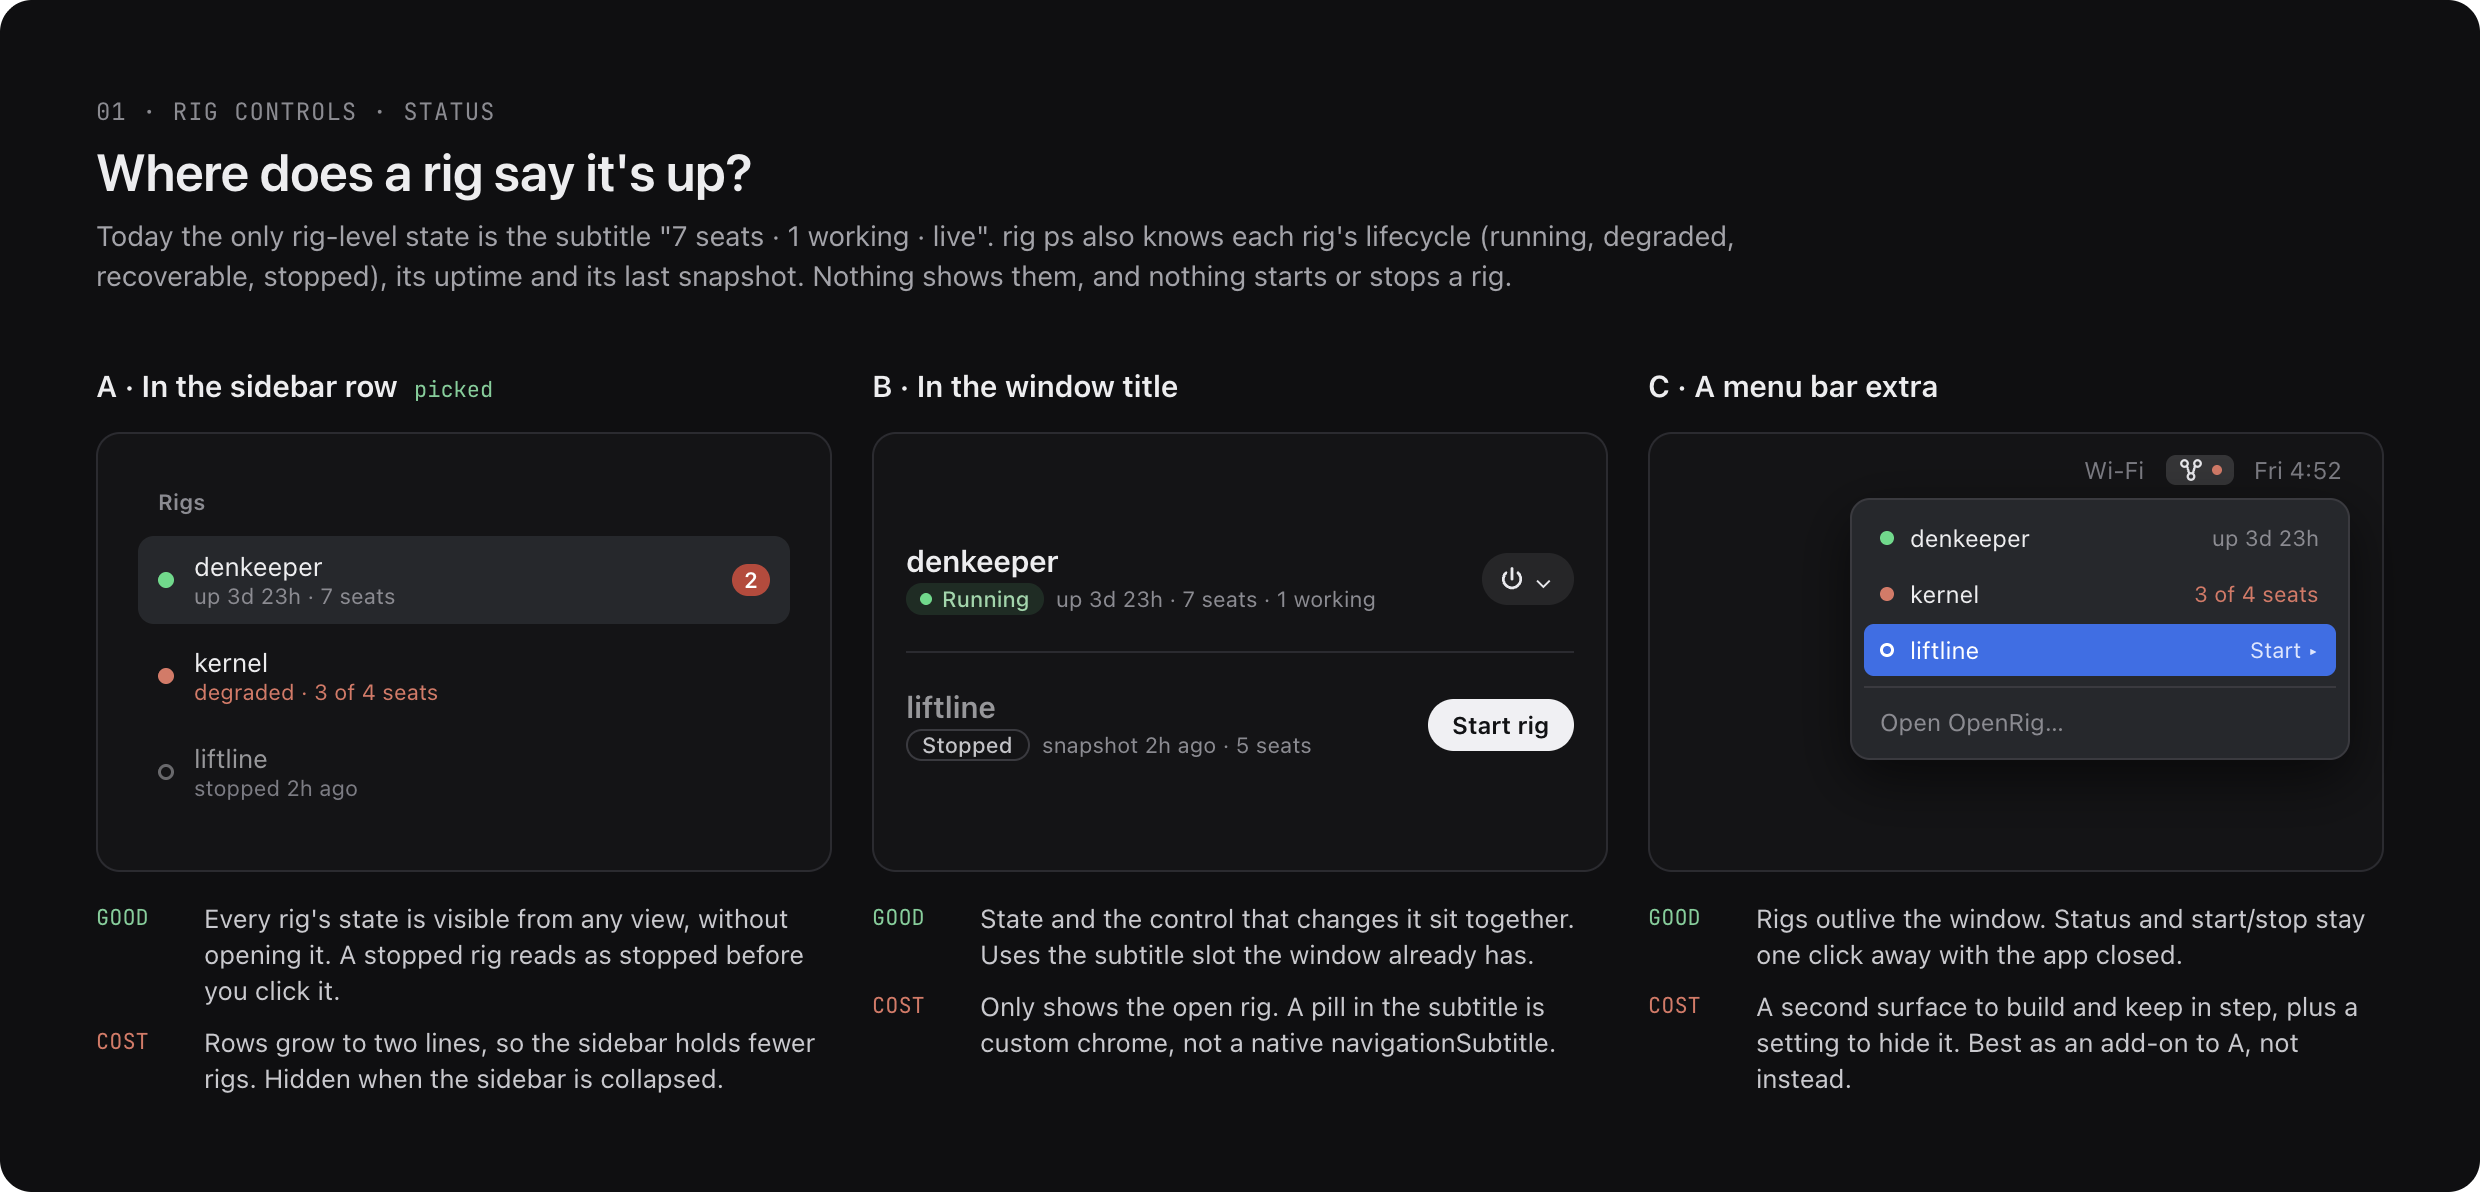 01 · RIG CONTROLS · STATUS
Where does a rig say it's up?
Today the only rig-level state is the subtitle "7 seats · 1 working · live". rig ps also knows each rig's lifecycle (running, degraded,
recoverable, stopped), its uptime and its last snapshot. Nothing shows them, and nothing starts or stops a rig.
A · In the sidebar row picked
Rigs
denkeeper
up 3d 23h · 7 seats
2
kernel
degraded · 3 of 4 seats
liftline
stopped 2h ago
GOOD Every rig's state is visible from any view, without
opening it. A stopped rig reads as stopped before
you click it.
COST Rows grow to two lines, so the sidebar holds fewer
rigs. Hidden when the sidebar is collapsed.
B · In the window title
denkeeper
Running up 3d 23h · 7 seats · 1 working
liftline
Stopped snapshot 2h ago · 5 seats
Start rig
GOOD State and the control that changes it sit together.
Uses the subtitle slot the window already has.
COST Only shows the open rig. A pill in the subtitle is
custom chrome, not a native navigationSubtitle.
C · A menu bar extra
Wi-Fi Fri 4:52
denkeeper up 3d 23h
kernel 3 of 4 seats
liftline Start ▸
Open OpenRig...
GOOD Rigs outlive the window. Status and start/stop stay
one click away with the app closed.
COST A second surface to build and keep in step, plus a
setting to hide it. Best as an add-on to A, not
instead.